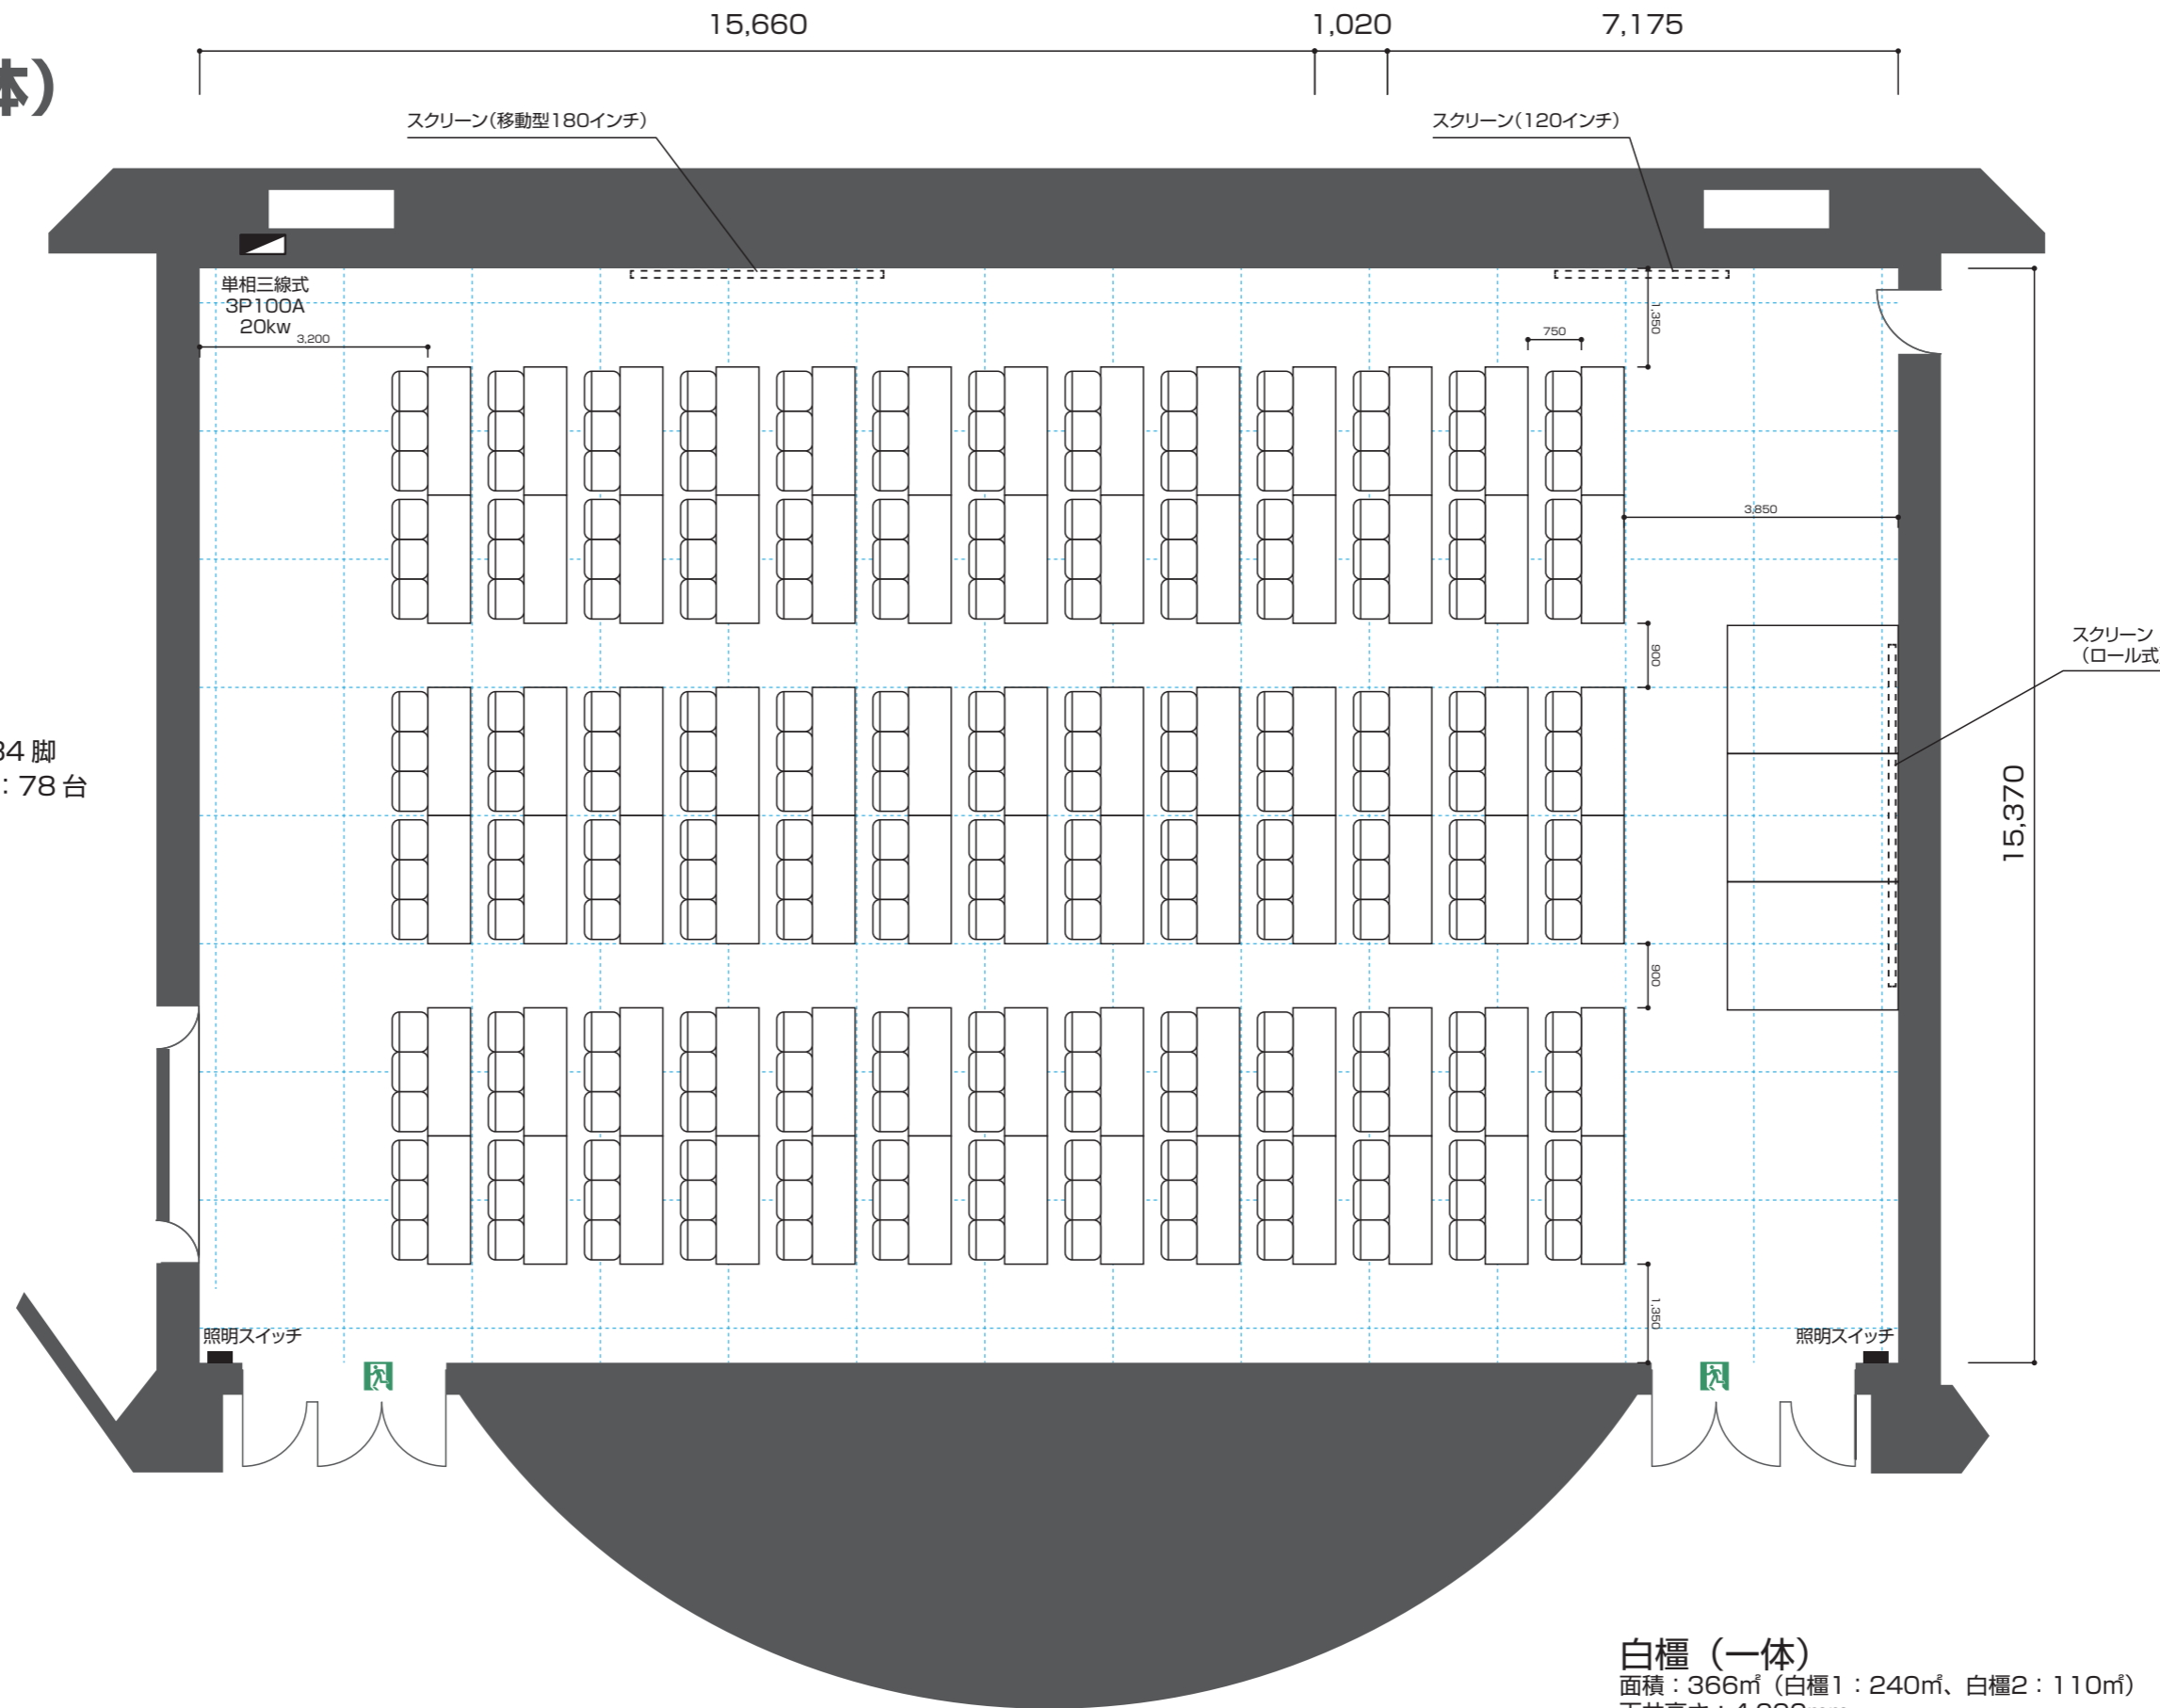 15,660
1,020
7,175
体）
スクリーン（移動型180インチ）
スクリーン（120インチ）
単相三線式
3P100A
20kw
3,200
1,350
750
3,850
900
スクリーン
（ロール式
34 脚
：78 台
15,370
900
1,350
照明スイッチ
照明スイッチ
白橿（一体）
面積：366㎡（白橿1：240㎡、白橿2：110㎡）